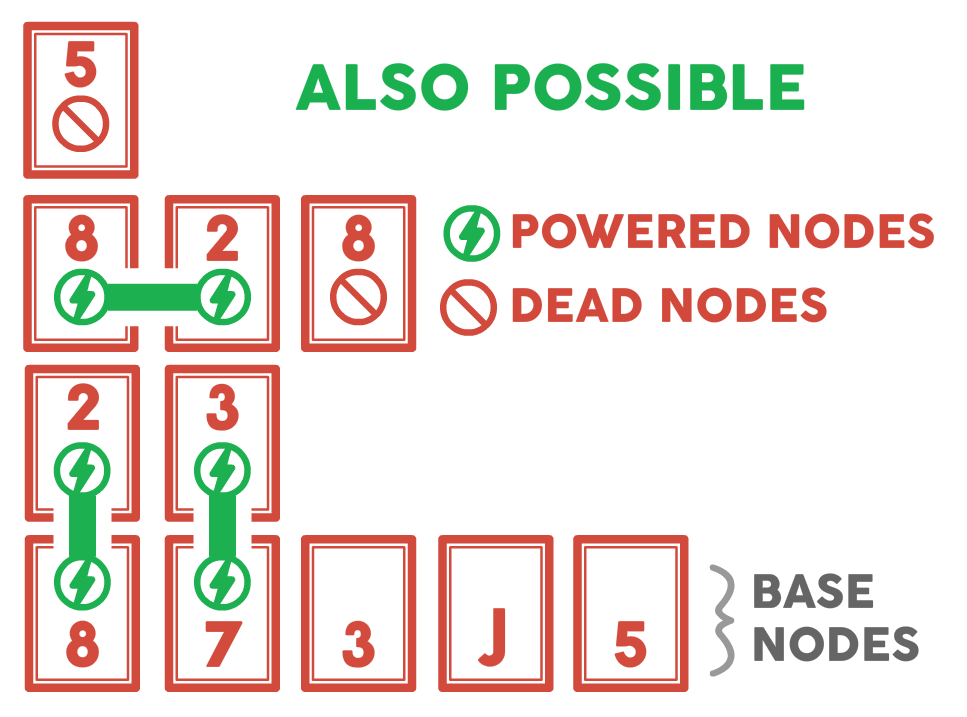 5
ALSO POSSIBLE
8 2 8
POWERED NODES
DEAD NODES
2 3
8 7 3 J 5
BASE
NODES